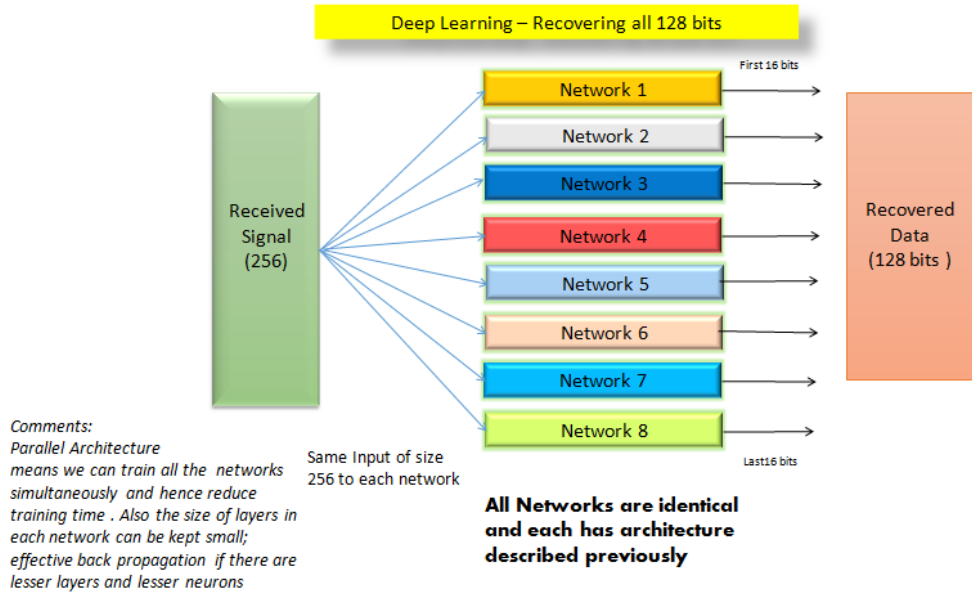 Deep Learning – Recovering all 128 bits
First 16 bits
Network 1
Network 2
Network 3
Network 4
Network 5
Network 6
Network 7
Network 8
Received
Signal
(256)
Recovered
Data
(128 bits )
Last16 bits
Same Input of size
256 to each network
All Networks are identical
and each has architecture
described previously
Comments:
Parallel Architecture
means we can train all the networks
simultaneously and hence reduce
training time . Also the size of layers in
each network can be kept small;
effective back propagation if there are
lesser layers and lesser neurons